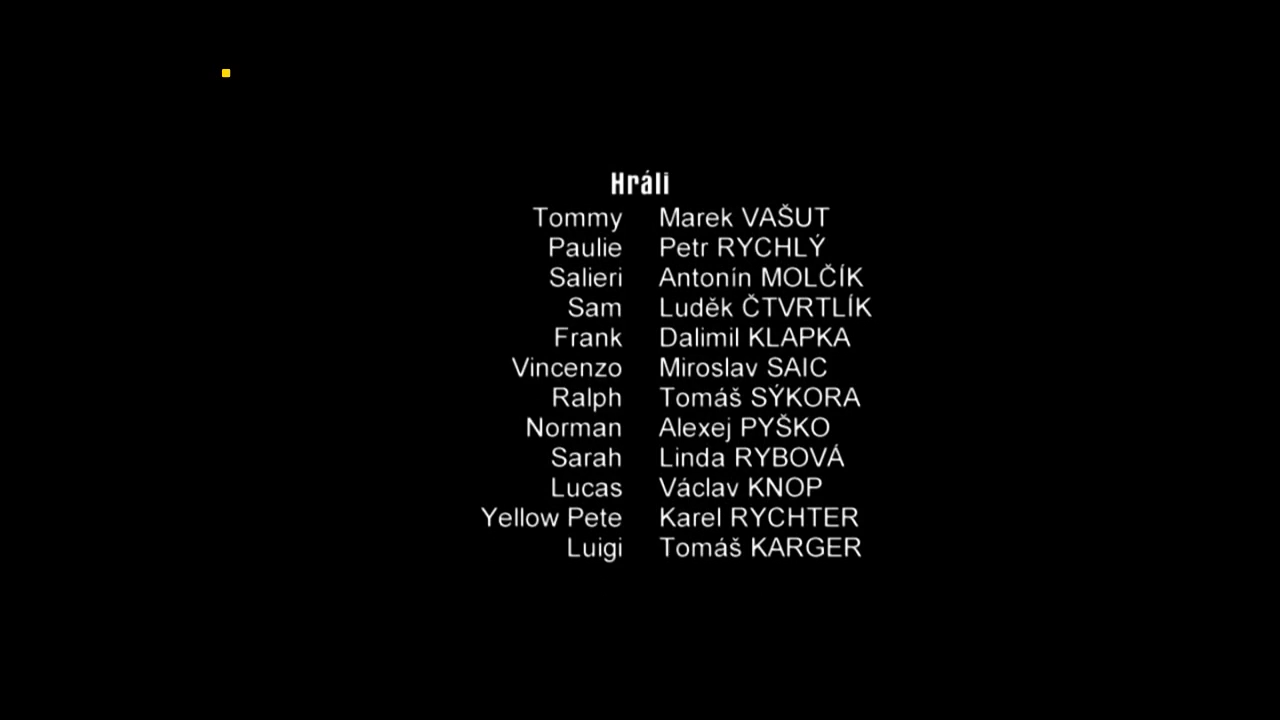 Hráli
Tommy Marek VAŠUT
Paulie Petr RYCHLÝ
Salieri Antonín MOLČÍK
Sam Luděk ČTVRTLÍK
Frank Dalimil KLAPKA
Vincenzo Miroslav SAIC
Ralph Tomáš SÝKORA
Norman Alexej PYŠKO
Sarah Linda RYBOVÁ
Lucas Václav KNOP
Yellow Pete Karel RYCHTER
Luigi Tomáš KARGER